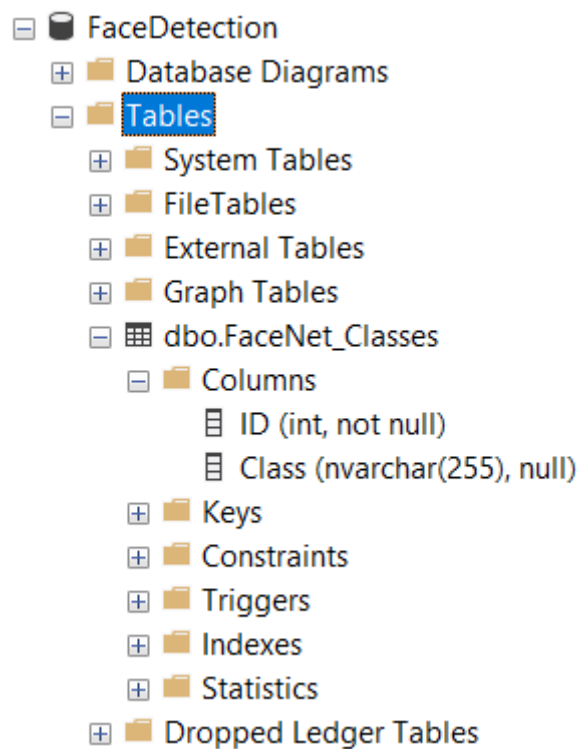 FaceDetection
Database Diagrams
Tables
System Tables
FileTables
External Tables
Graph Tables
dbo.FaceNet_Classes
Columns
ID (int, not null)
Class (nvarchar(255), null)
Keys
Constraints
Triggers
Indexes
Statistics
Dropped Ledger Tables